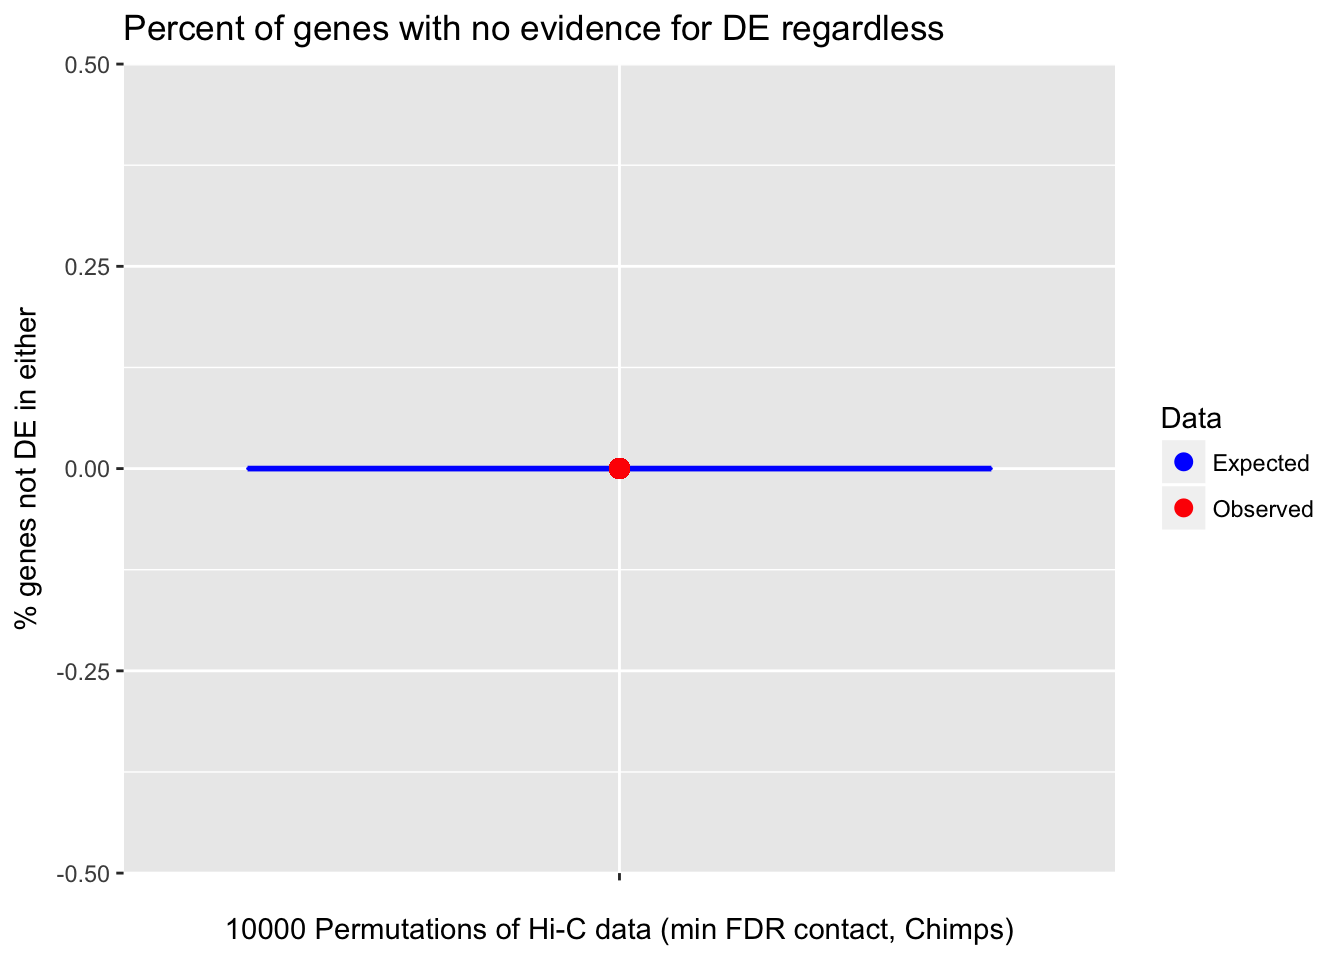 Percent of genes with no evidence for DE regardless
0.50
0.25
0.00
-0.25
-0.50
% genes not DE in either
10000 Permutations of Hi-C data (min FDR contact, Chimps)
Data
Expected
Observed